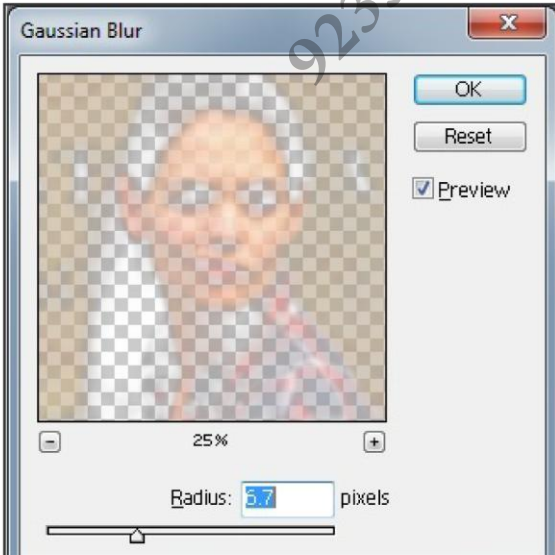 Gaussian Blur
OK
Reset
Preview
25%
Radius: 6.7 pixels